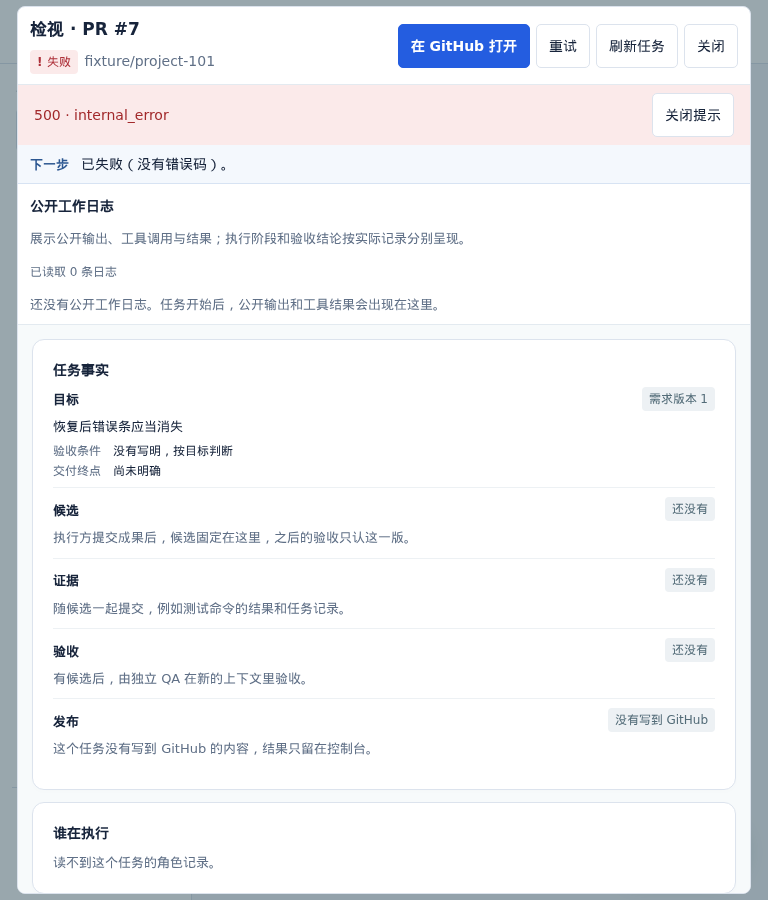 检视 · PR #7
! 失败 fixture/project-101
在 GitHub 打开 重试 刷新任务 关闭
500 · internal_error
关闭提示
下一步 已失败（没有错误码）。
公开工作日志
展示公开输出、工具调用与结果；执行阶段和验收结论按实际记录分别呈现。
已读取 0 条日志
还没有公开工作日志。任务开始后，公开输出和工具结果会出现在这里。
任务事实
目标 需求版本 1
恢复后错误条应当消失
验收条件 没有写明，按目标判断
交付终点 尚未明确
候选 还没有
执行方提交成果后，候选固定在这里，之后的验收只认这一版。
证据 还没有
随候选一起提交，例如测试命令的结果和任务记录。
验收 还没有
有候选后，由独立 QA 在新的上下文里验收。
发布 没有写到 GitHub
这个任务没有写到 GitHub 的内容，结果只留在控制台。
谁在执行
读不到这个任务的角色记录。